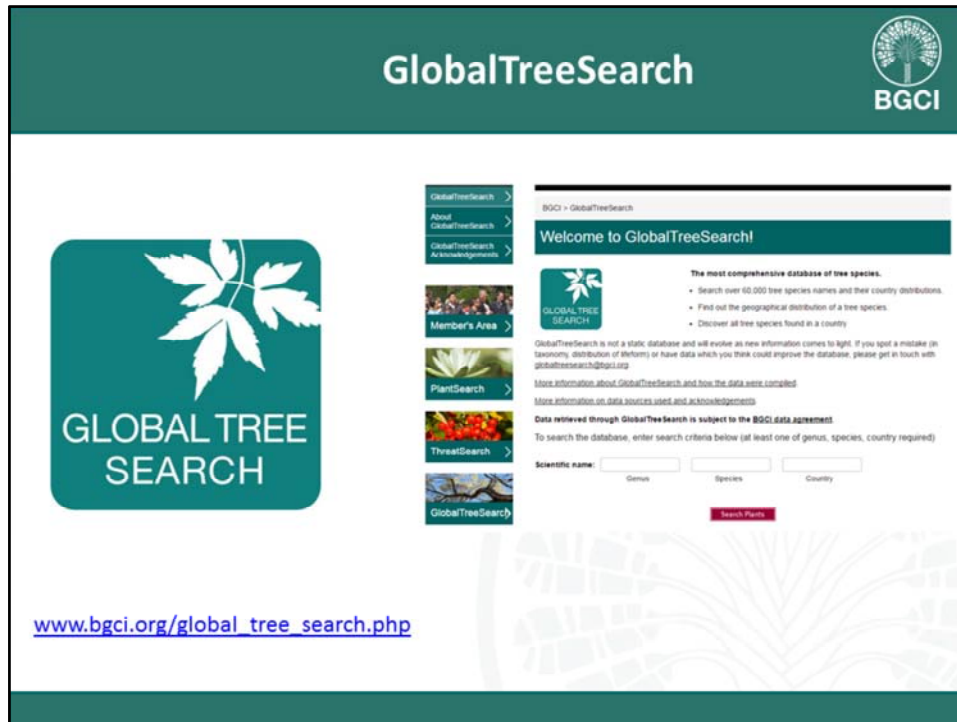 GlobalTreeSearch
BGCI
GLOBAL TREE
SEARCH
www.bgci.org/global_tree_search.php
GlobalTreeSearch
About
GlobalTreeSearch
GlobalTreeSearch
Acknowledgements
Member's Area
PlantSearch
ThreatSearch
GlobalTreeSearch
BGCI > GlobalTreeSearch
Welcome to GlobalTreeSearch!
GLOBAL TREE
SEARCH
The most comprehensive database of tree species.
• Search over 60,000 tree species names and their country distributions.
• Find out the geographical distribution of a tree species.
• Discover all tree species found in a country
GlobalTreeSearch is not a static database and will evolve as new information comes to light. If you spot a mistake (in
taxonomy, distribution of lifeform) or have data which you think could improve the database, please get in touch with
globaltreesearch@bgci.org.
More information about GlobalTreeSearch and how the data were compiled.
More information on data sources used and acknowledgements.
Data retrieved through GlobalTreeSearch is subject to the BGCI data agreement.
To search the database, enter search criteria below (at least one of genus, species, country required)
Scientific name:
Genus Species Country
Search Plants